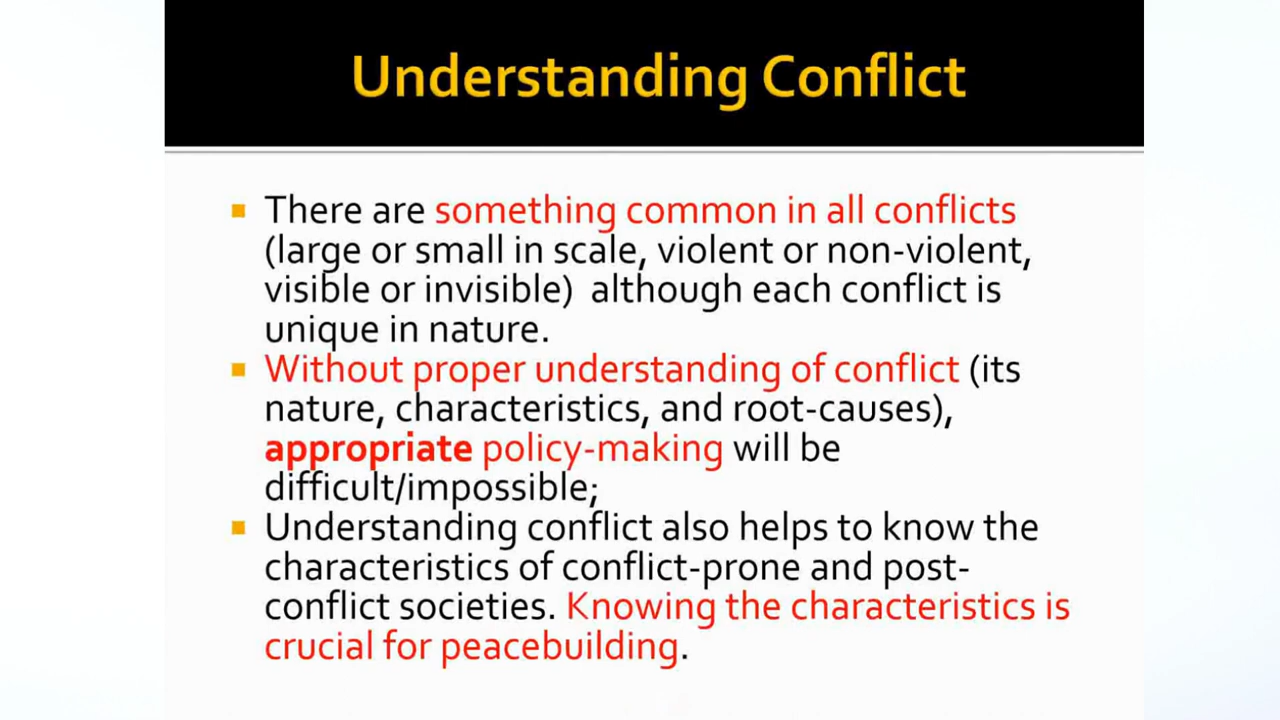 Understanding Conflict
There are something common in all conflicts
(large or small in scale, violent or non-violent,
visible or invisible)  although each conflict is
unique in nature.
Without proper understanding of conflict (its
nature, characteristics, and root-causes),
appropriate policy-making will be
difficult/impossible;
Understanding conflict also helps to know the
characteristics of conflict-prone and post-
conflict societies. Knowing the characteristics is
crucial for peacebuilding.